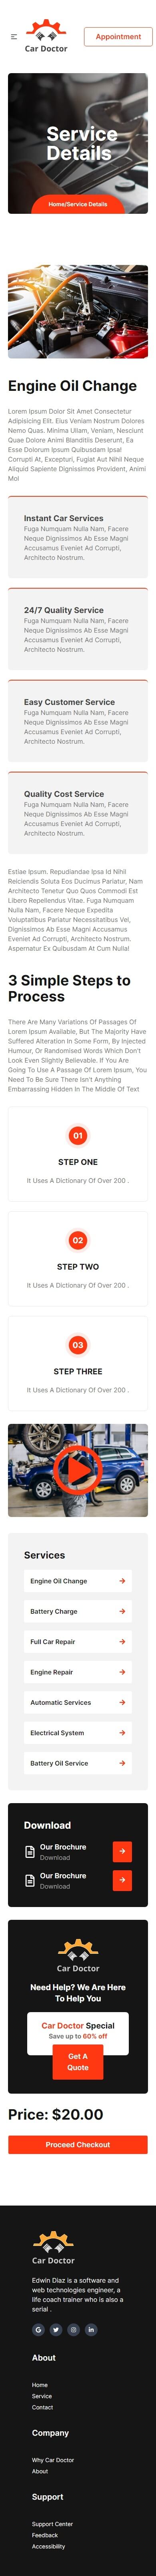 Car Doctor
Appointment
Service
Details
Home/Service Details
Engine Oil Change
Lorem Ipsum Dolor Sit Amet Consectetur
Adipisicing Elit. Eius Veniam Nostrum Dolores
Nemo Quas. Minima Ullam, Veniam, Nesciunt
Quae Dolore Animi Blanditiis Deserunt, Ea
Esse Dolorum Ipsum Quibusdam Ipsa!
Corrupti At, Excepturi, Fugiat Aut Nihil Neque
Aliquid Sapiente Dignissimos Provident, Animi
Mol
Instant Car Services
Fuga Numquam Nulla Nam, Facere
Neque Dignissimos Ab Esse Magni
Accusamus Eveniet Ad Corrupti,
Architecto Nostrum.
24/7 Quality Service
Fuga Numquam Nulla Nam, Facere
Neque Dignissimos Ab Esse Magni
Accusamus Eveniet Ad Corrupti,
Architecto Nostrum.
Easy Customer Service
Fuga Numquam Nulla Nam, Facere
Neque Dignissimos Ab Esse Magni
Accusamus Eveniet Ad Corrupti,
Architecto Nostrum.
Quality Cost Service
Fuga Numquam Nulla Nam, Facere
Neque Dignissimos Ab Esse Magni
Accusamus Eveniet Ad Corrupti,
Architecto Nostrum.
Estiae Ipsum. Repudiandae Ipsa Id Nihil
Reiciendis Soluta Eos Ducimus Pariatur, Nam
Architecto Tenetur Quo Quos Commodi Est
Libero Repellendus Vitae. Fuga Numquam
Nulla Nam, Facere Neque Expedita
Voluptatibus Pariatur Necessitatibus Vel,
Dignissimos Ab Esse Magni Accusamus
Eveniet Ad Corrupti, Architecto Nostrum.
Aspernatur Ex Quibusdam At Cum Nulla!
3 Simple Steps to
Process
There Are Many Variations Of Passages Of
Lorem Ipsum Available, But The Majority Have
Suffered Alteration In Some Form, By Injected
Humour, Or Randomised Words Which Don't
Look Even Slightly Believable. If You Are
Going To Use A Passage Of Lorem Ipsum, You
Need To Be Sure There Isn't Anything
Embarrassing Hidden In The Middle Of Text
01
STEP ONE
It Uses A Dictionary Of Over 200 .
02
STEP TWO
It Uses A Dictionary Of Over 200 .
03
STEP THREE
It Uses A Dictionary Of Over 200 .
Services
Engine Oil Change
Battery Charge
Full Car Repair
Engine Repair
Automatic Services
Electrical System
Battery Oil Service
Download
Our Brochure
Download
Our Brochure
Download
Car Doctor
Need Help? We Are Here
To Help You
Car Doctor Special
Save up to 60% off
Get A
Quote
Price: $20.00
Proceed Checkout
Car Doctor
Edwin Diaz is a software and
web technologies engineer, a
life coach trainer who is also a
serial .
About
Home
Service
Contact
Company
Why Car Doctor
About
Support
Support Center
Feedback
Accessibility